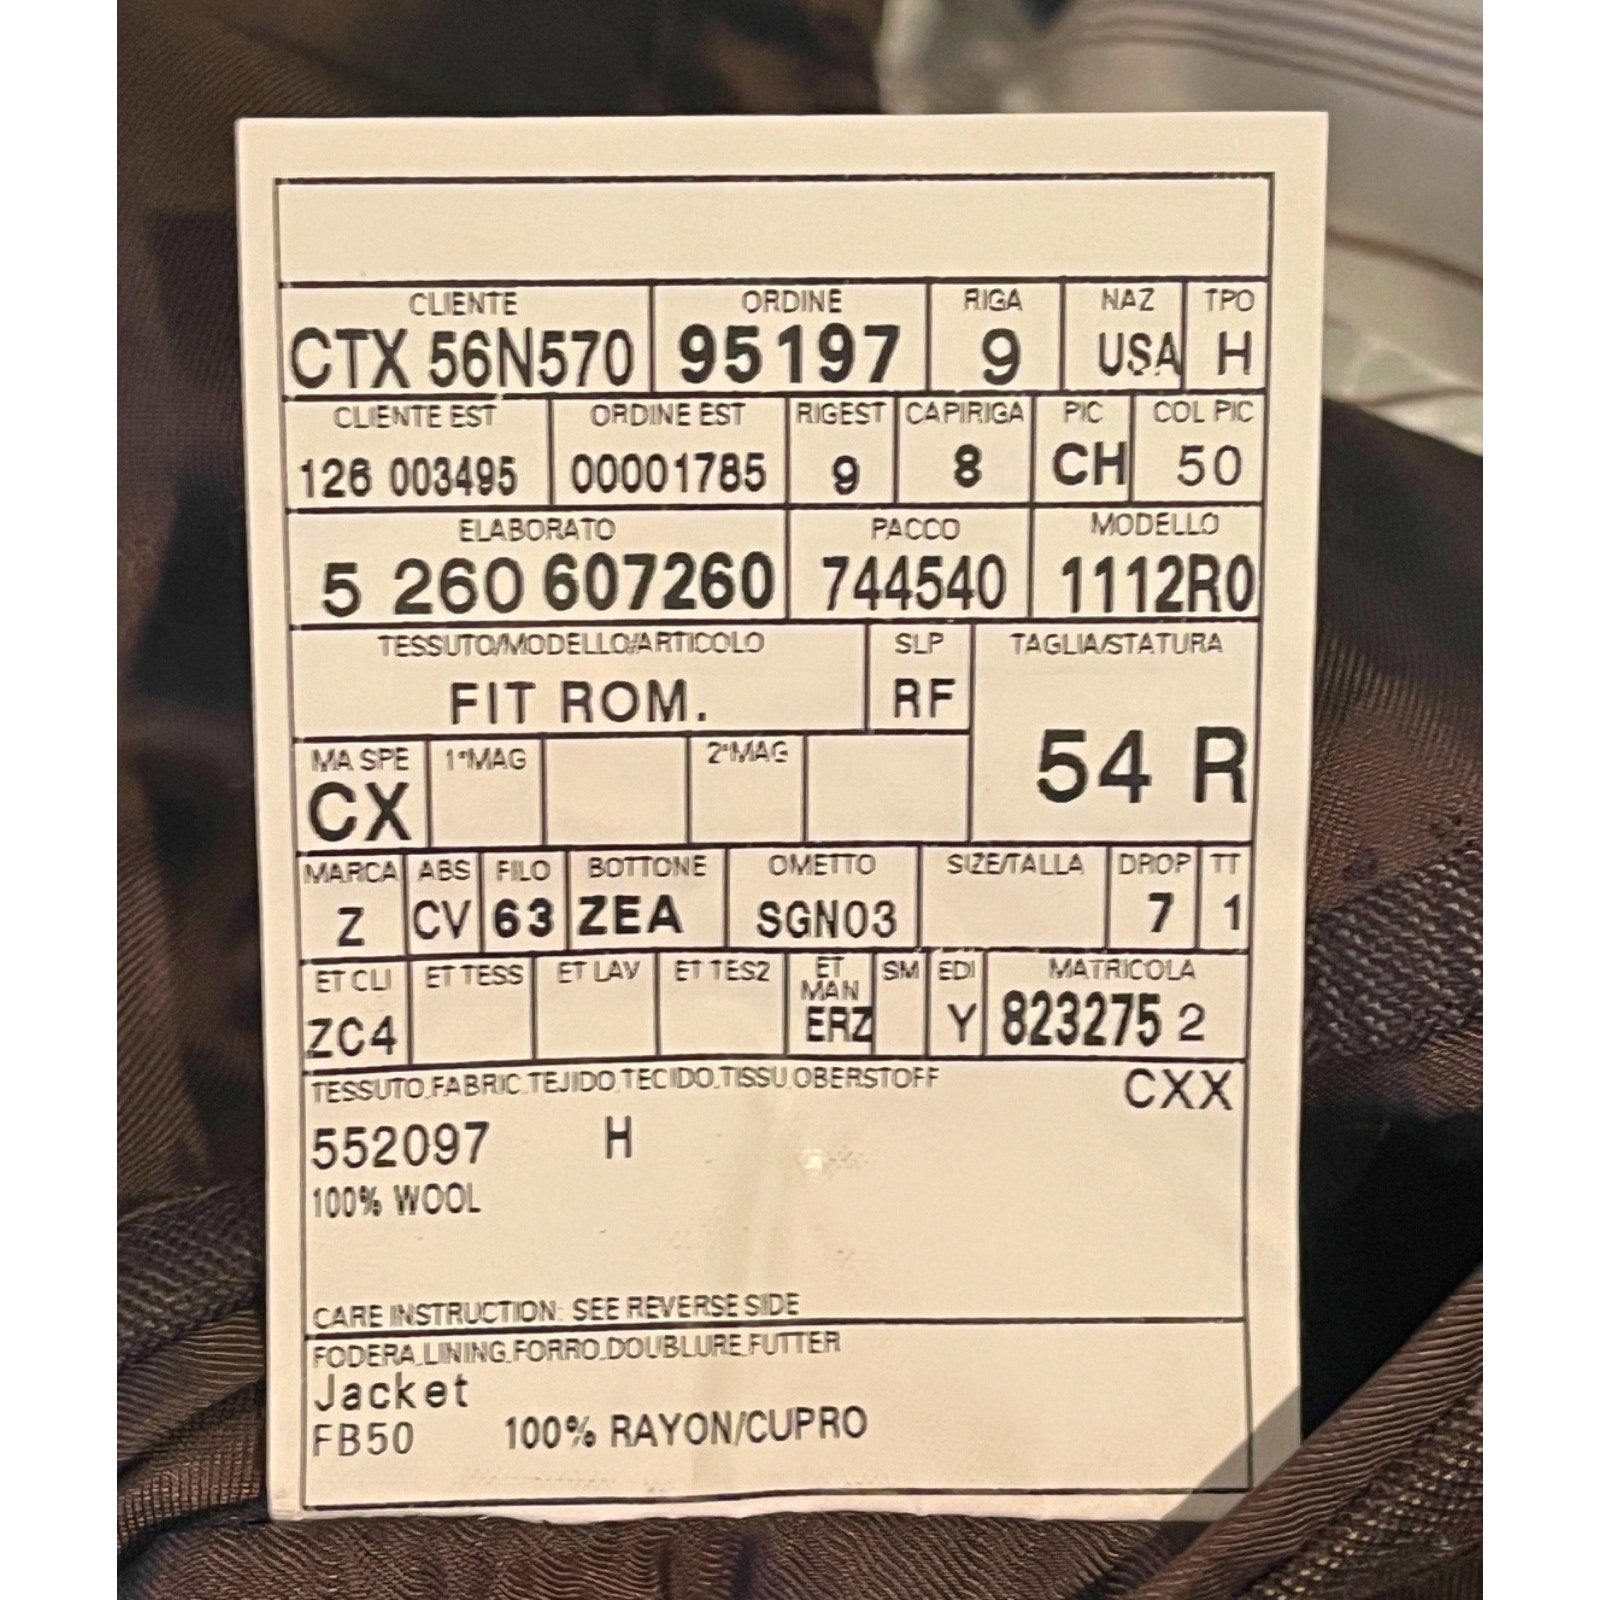 CLIENTE ORDINE RIGA NAZ TPO
CTX 56N570 95197 9 USA H
CLIENTE EST ORDINE EST RIGEST CAPIRIGA PIC COL PIC
126 003495 00001785 9 8 CH 50
ELABORATO PACCO MODELLO
5 260 607260 744540 1112R0
TESSUTO/MODELLO/ARTICOLO SLP TAGLIA/STATURA
FIT ROM. RF
54 R
MA SPE 1°MAG 2°MAG
CX
MARCA ABS FILO BOTTONE OMETTO SIZE/TALLA DROP TT
Z CV 63 ZEA SGN03 7 1
ET CLI ET TESS ET LAV ET TES2 ET MAN SM EDI MATRICOLA
ZC4 ERZ Y 823275 2
TESSUTO,FABRIC,TEJIDO,TECIDO,TISSU,OBERSTOFF CXX
552097 H
100% WOOL
CARE INSTRUCTION: SEE REVERSE SIDE
FODERA,LINING,FORRO,DOUBLURE,FUTTER
Jacket
FB50 100% RAYON/CUPRO